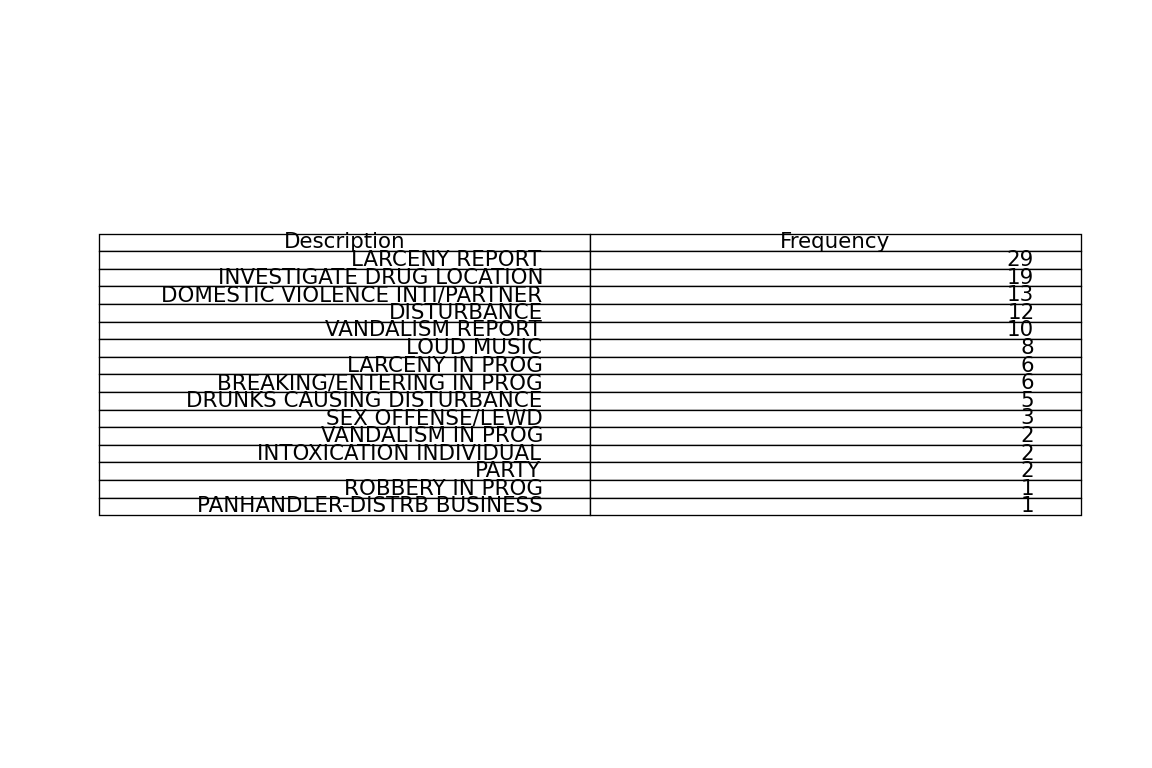 Description Frequency
LARCENY REPORT 29
INVESTIGATE DRUG LOCATION 19
DOMESTIC VIOLENCE INTI/PARTNER 13
DISTURBANCE 12
VANDALISM REPORT 10
LOUD MUSIC 8
LARCENY IN PROG 6
BREAKING/ENTERING IN PROG 6
DRUNKS CAUSING DISTURBANCE 5
SEX OFFENSE/LEWD 3
VANDALISM IN PROG 2
INTOXICATION INDIVIDUAL 2
PARTY 2
ROBBERY IN PROG 1
PANHANDLER-DISTRB BUSINESS 1